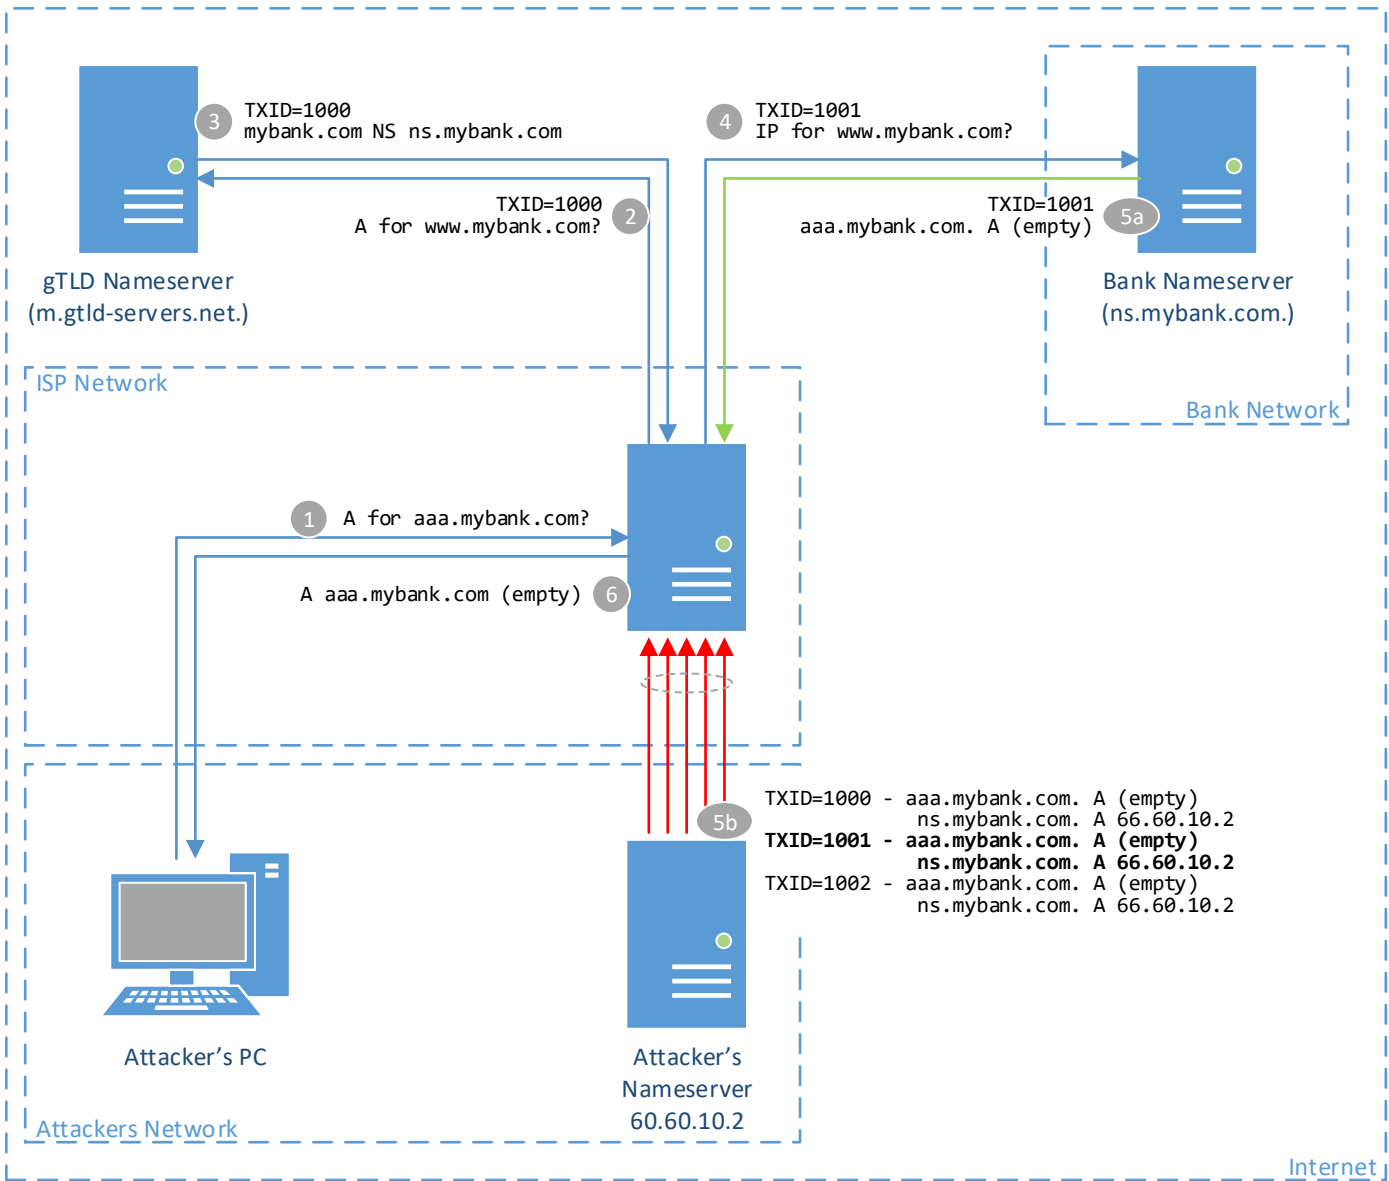 3
TXID=1000
mybank.com NS ns.mybank.com
4
TXID=1001
IP for www.mybank.com?
TXID=1000
A for www.mybank.com?
2
TXID=1001
aaa.mybank.com. A (empty)
5a
gTLD Nameserver
(m.gtld-servers.net.)
Bank Nameserver
(ns.mybank.com.)
Bank Network
ISP Network
1
A for aaa.mybank.com?
A aaa.mybank.com (empty)
6
5b
TXID=1000 - aaa.mybank.com. A (empty)
ns.mybank.com. A 66.60.10.2
TXID=1001 - aaa.mybank.com. A (empty)
ns.mybank.com. A 66.60.10.2
TXID=1002 - aaa.mybank.com. A (empty)
ns.mybank.com. A 66.60.10.2
Attacker's PC
Attacker's
Nameserver
60.60.10.2
Attackers Network
Internet